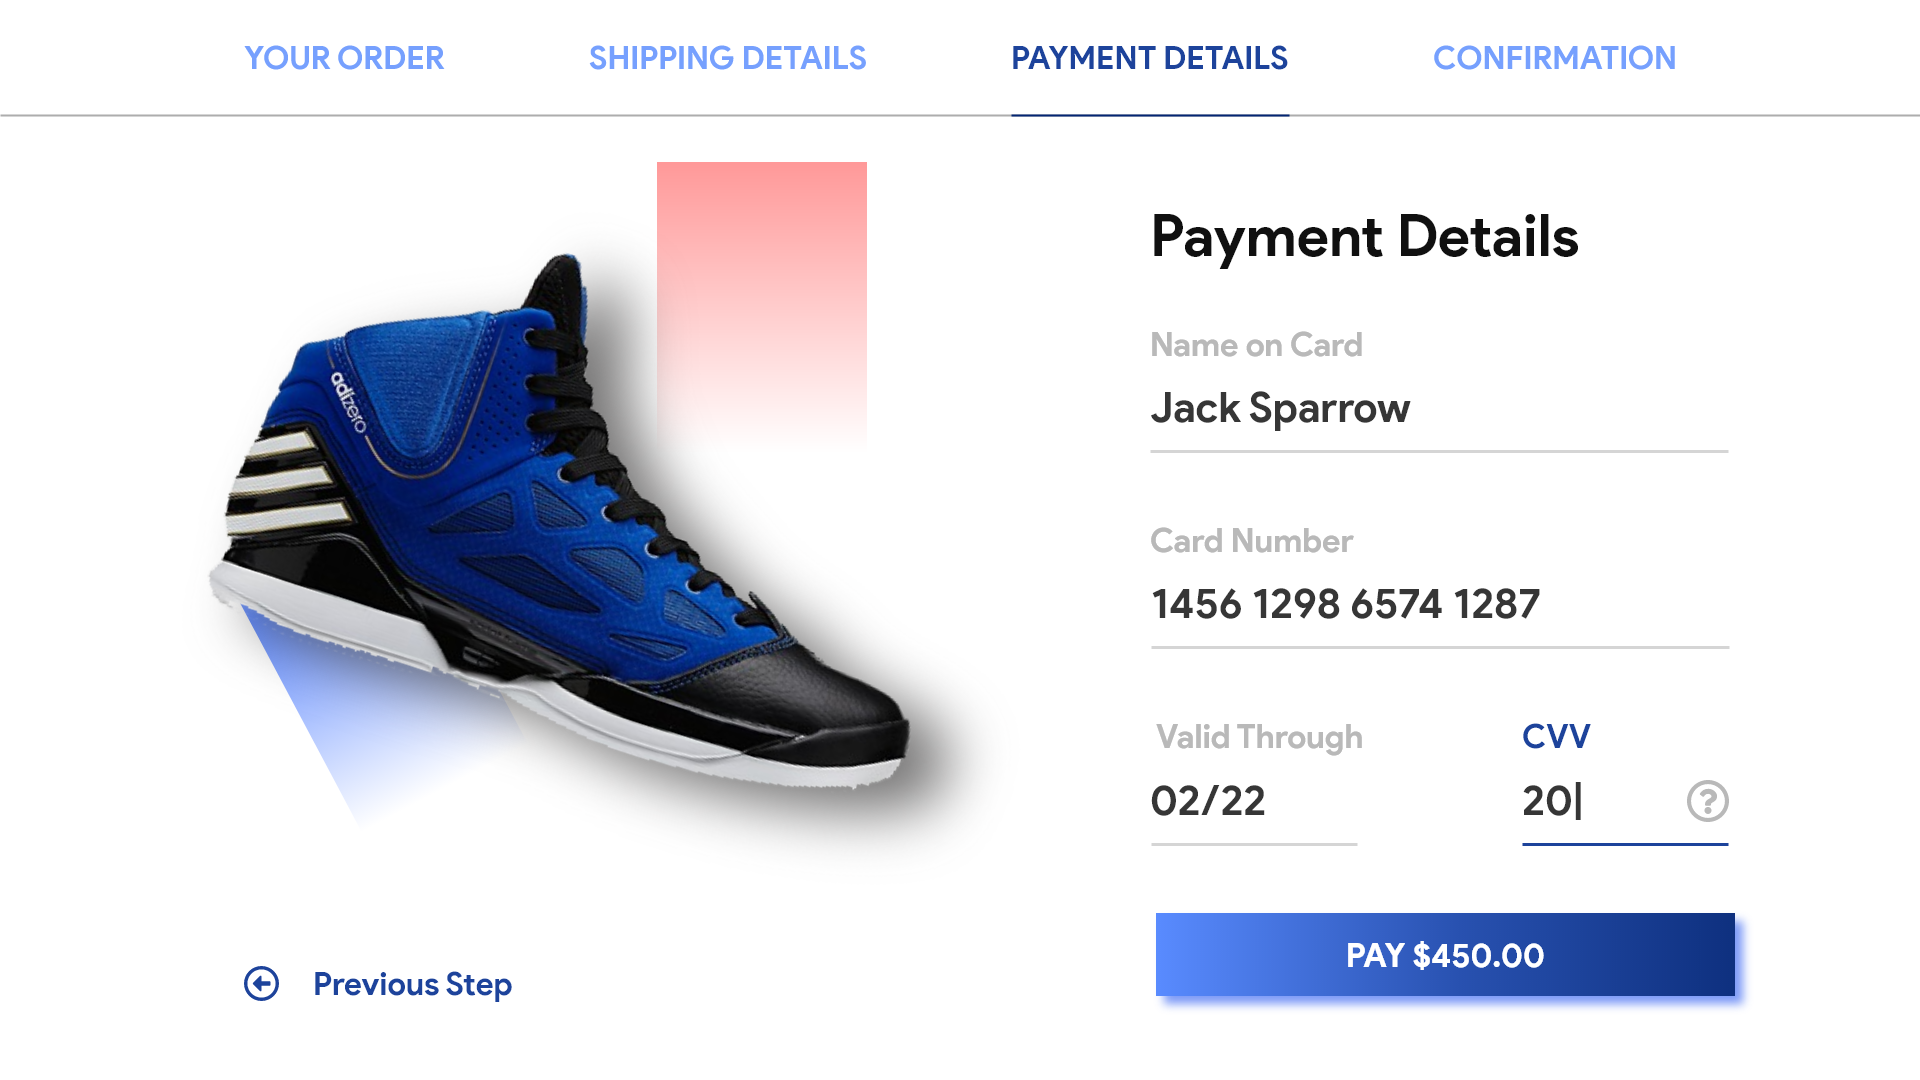 YOUR ORDER
SHIPPING DETAILS
PAYMENT DETAILS
CONFIRMATION
adizero
Payment Details
Name on Card
Jack Sparrow
Card Number
1456 1298 6574 1287
Valid Through
CVV
02/22
20|
?
PAY $450.00
Previous Step